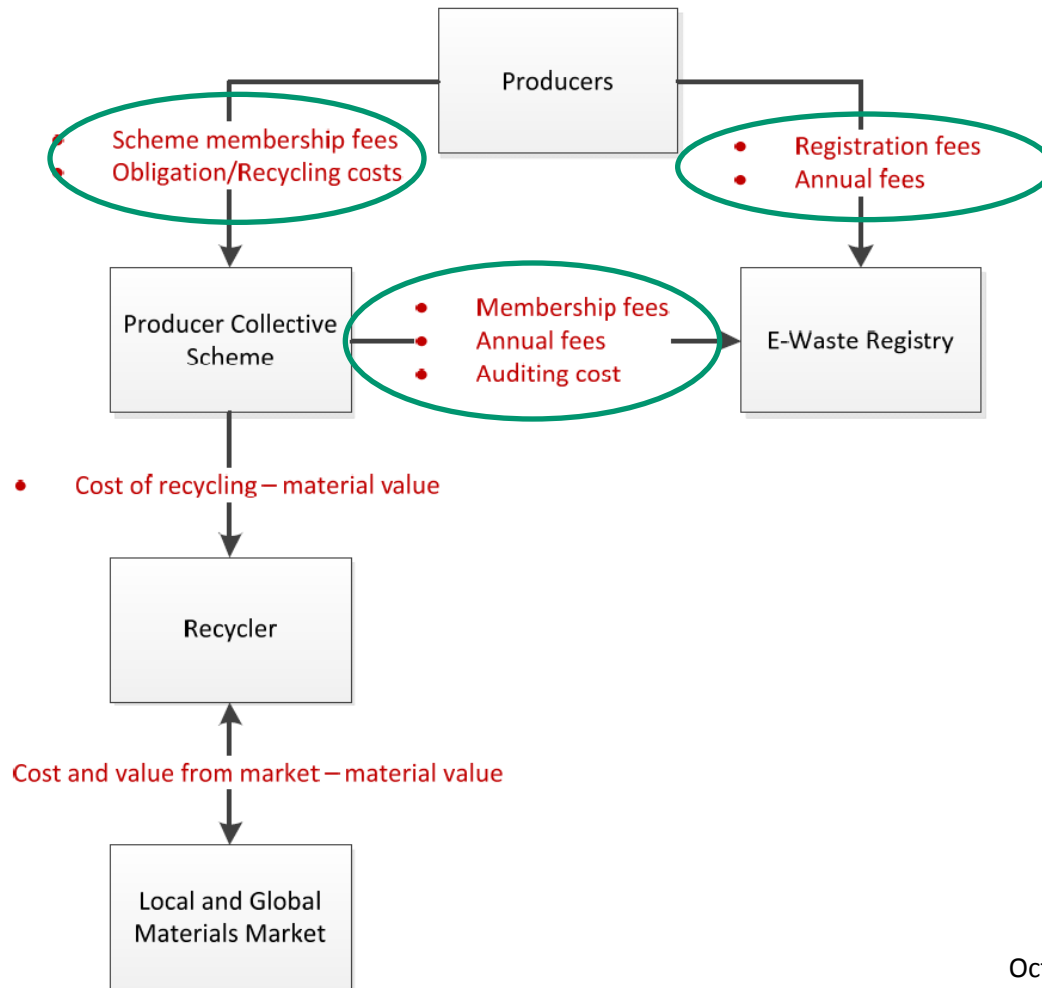 Producers
• Scheme membership fees
• Obligation/Recycling costs
• Registration fees
• Annual fees
Producer Collective
Scheme
• Membership fees
• Annual fees
• Auditing cost
E-Waste Registry
• Cost of recycling – material value
Recycler
Cost and value from market – material value
Local and Global
Materials Market